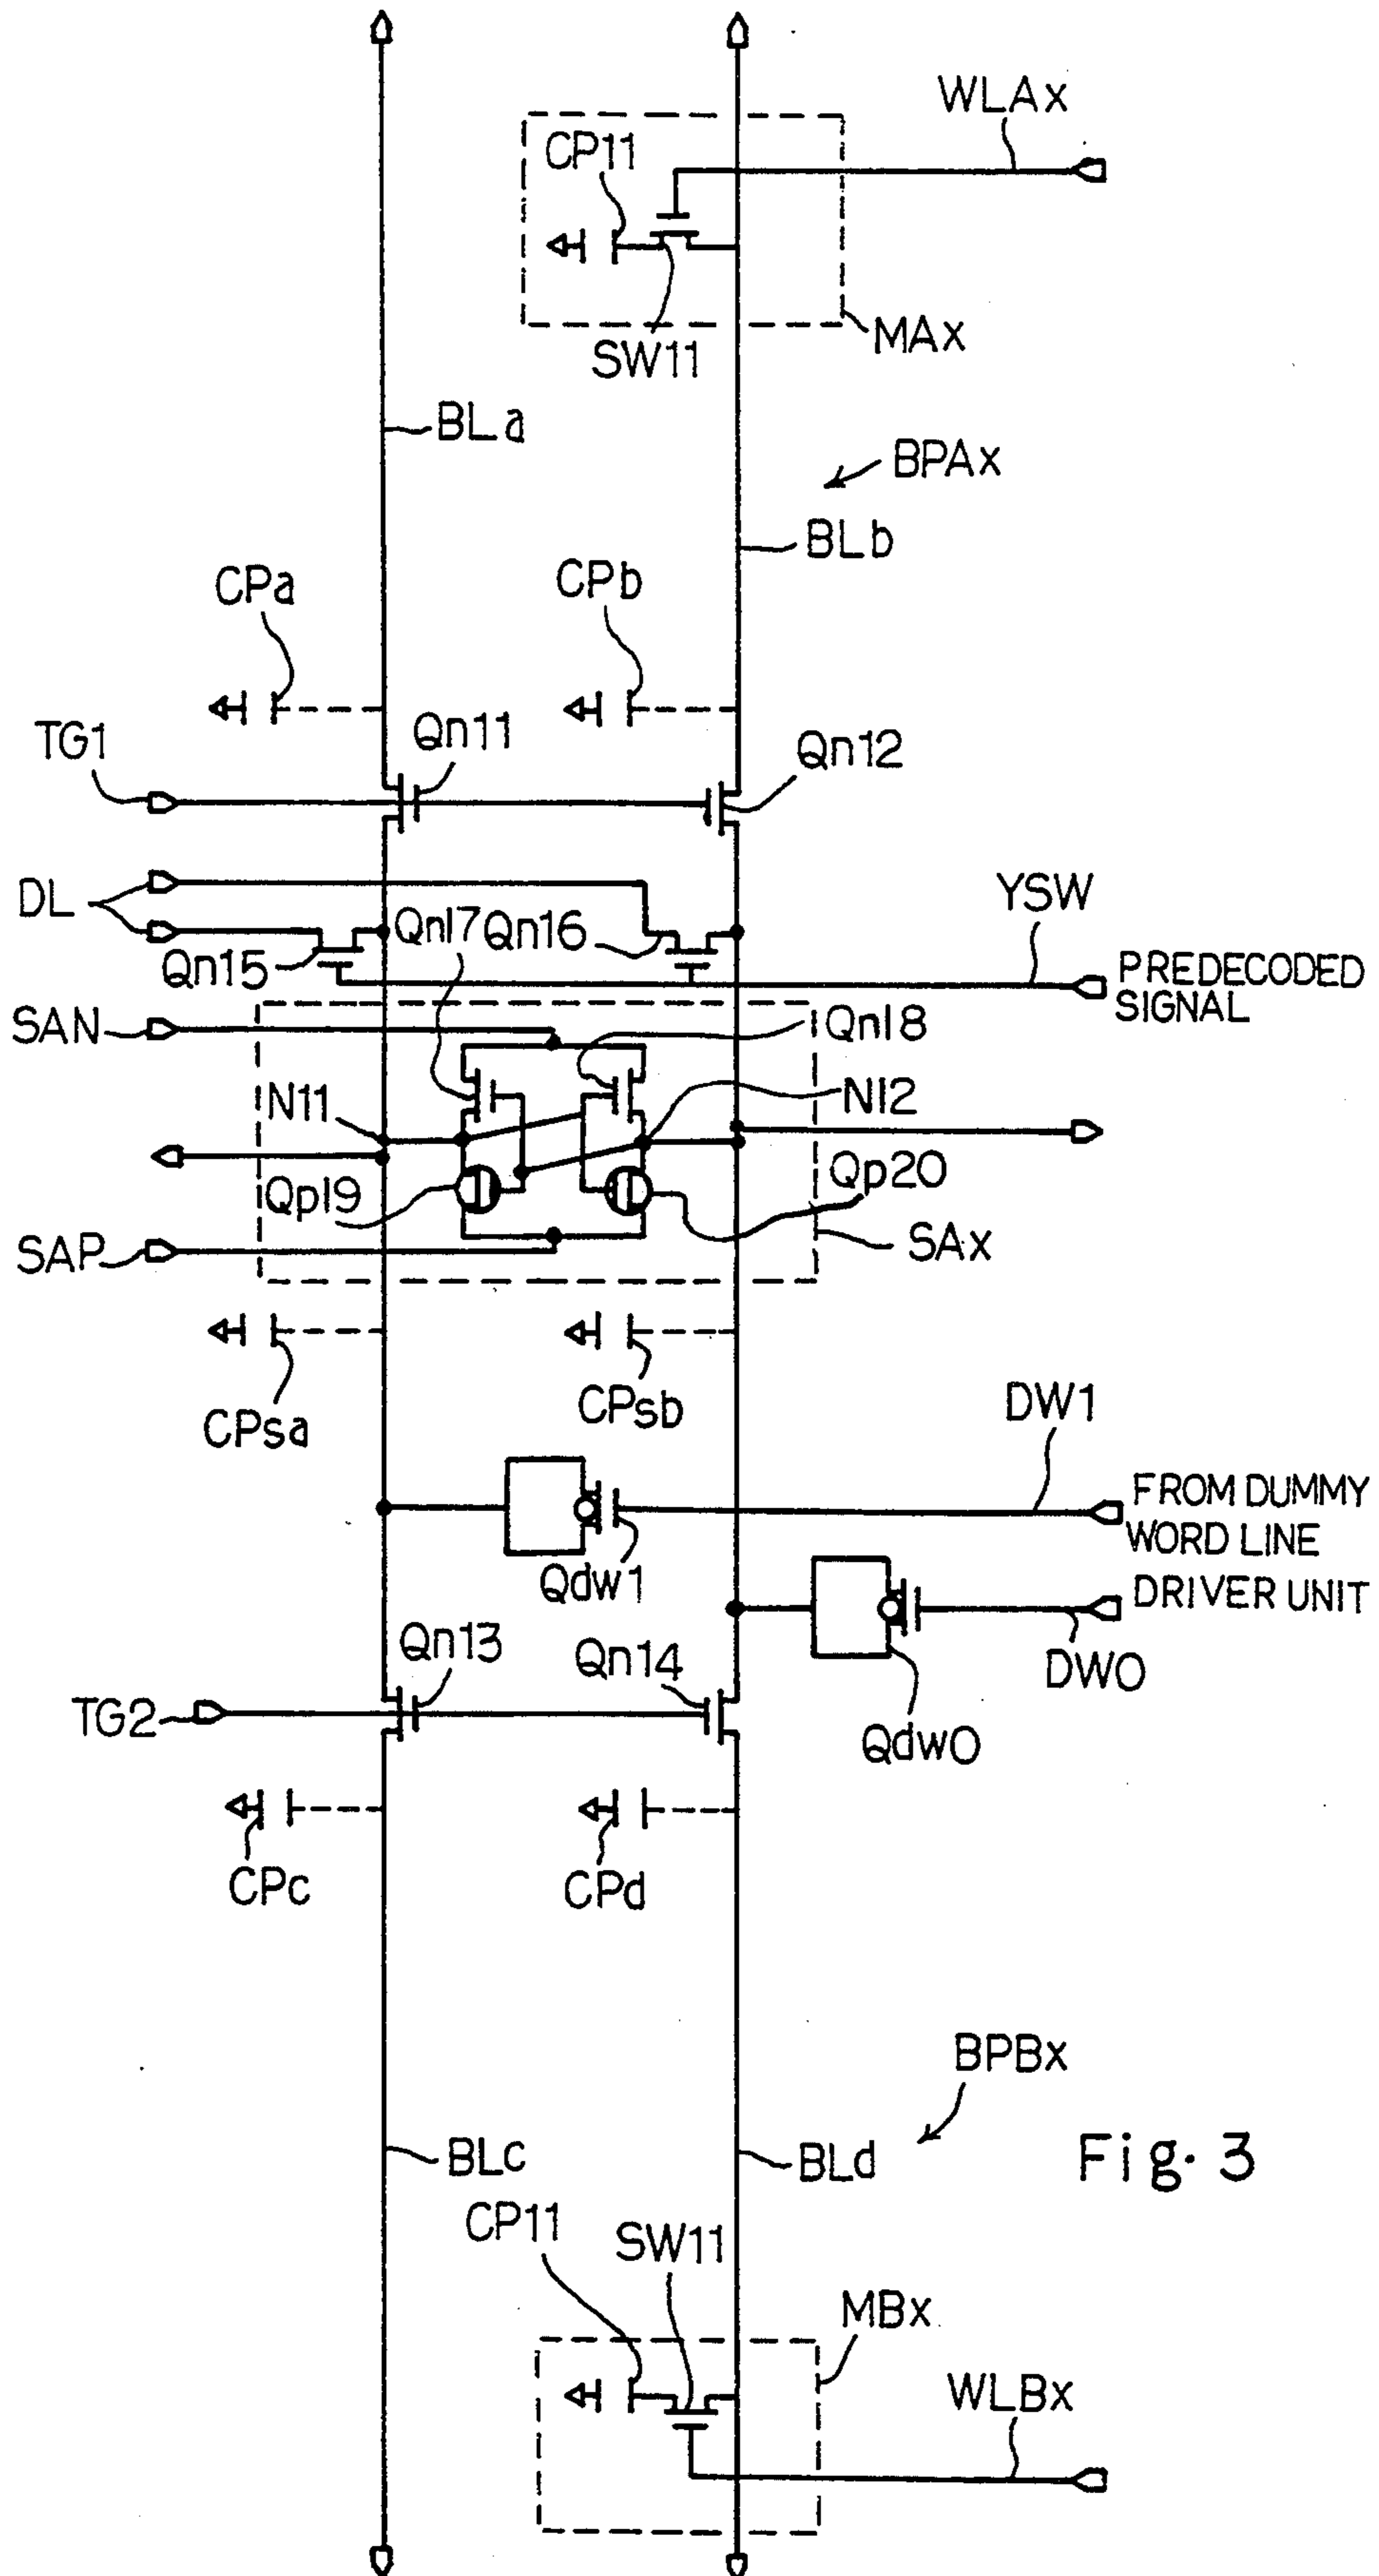 WLAx
CP11
SW11
MAx
BLa
BPAx
BLb
CPa
CPb
TG1
Qn11
Qn12
DL
Qn17
Qn16
YSW
Qn15
PREDECODED
SIGNAL
SAN
Qn18
N11
N12
Qp19
Qp20
SAP
SAx
CPsa
CPsb
DW1
FROM DUMMY
WORD LINE
DRIVER UNIT
Qdw1
Qn13
Qn14
DW0
TG2
Qdw0
CPc
CPd
BPBx
BLc
BLd
Fig. 3
CP11
SW11
MBx
WLBx